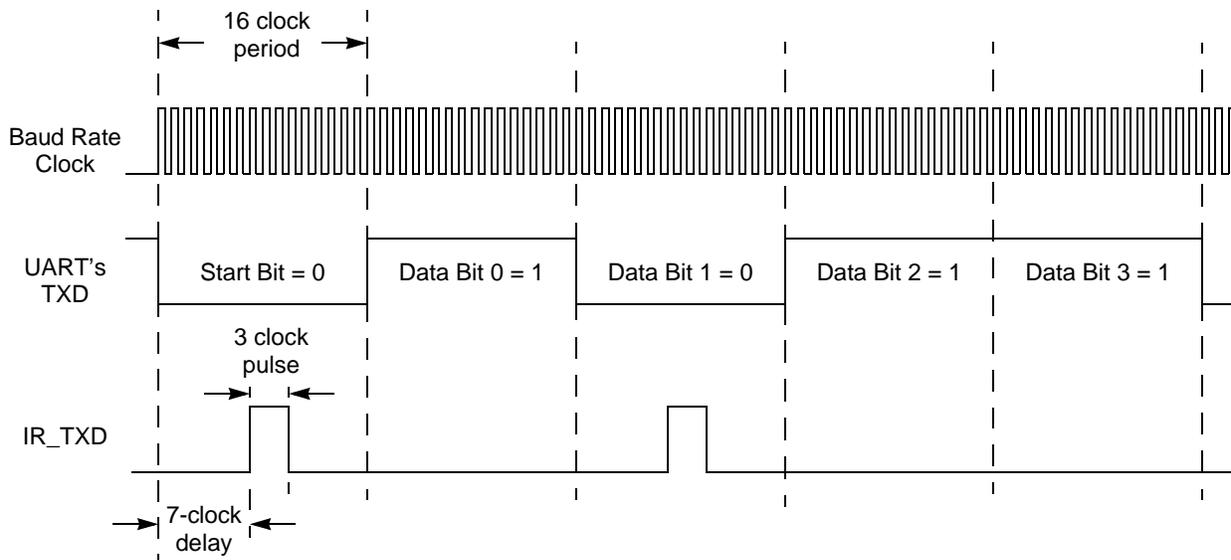 16 clock
period
Baud Rate
Clock
UART's
TXD
Start Bit = 0
Data Bit 0 = 1
Data Bit 1 = 0
Data Bit 2 = 1
Data Bit 3 = 1
3 clock
pulse
IR_TXD
7-clock
delay